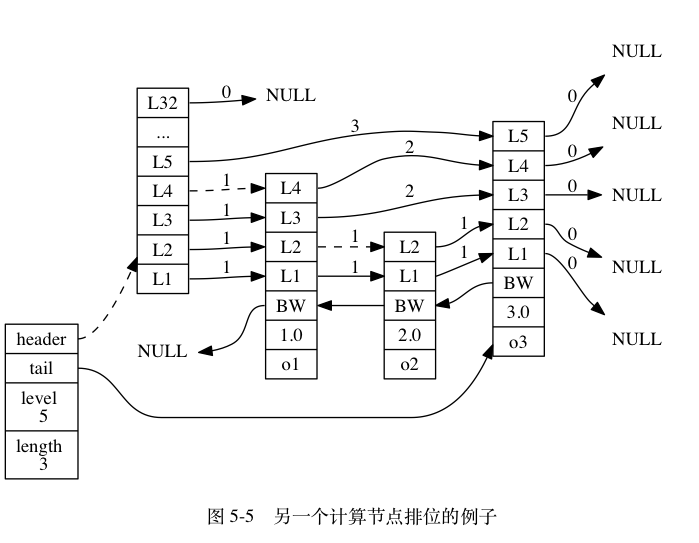 NULL
0
L32
0
NULL
...
L5
3
L5
NULL
L4
1
L4
2
L4
0
L3
1
L3
2
L3
0
NULL
L2
1
L2
1
L2
1
L2
0
L1
1
L1
1
L1
1
L1
0
NULL
BW
BW
BW
1.0
2.0
3.0
o1
o2
o3
NULL
NULL
header
tail
level
5
length
3
图 5-5 另一个计算节点排位的例子